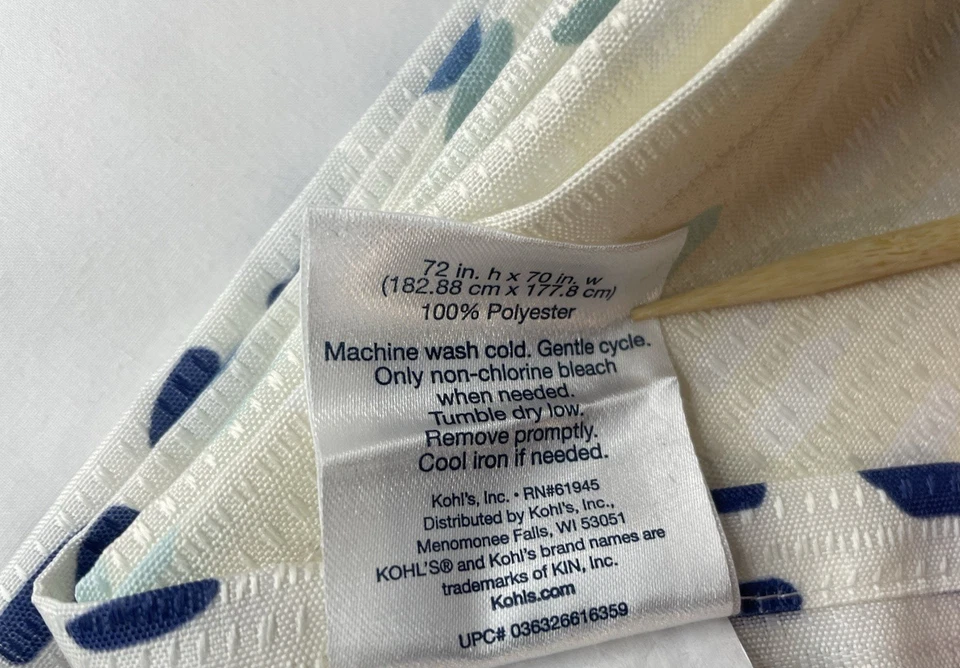 72 in. h x 70 in. w
(182.88 cm x 177.8 cm)
100% Polyester
Machine wash cold. Gentle cycle.
Only non-chlorine bleach
when needed.
Tumble dry low.
Remove promptly.
Cool iron if needed.
Kohl's, Inc. • RN#61945
Distributed by Kohl's, Inc.,
Menomonee Falls, WI 53051
KOHL'S® and Kohl's brand names are
trademarks of KIN, Inc.
Kohls.com
UPC# 036326616359